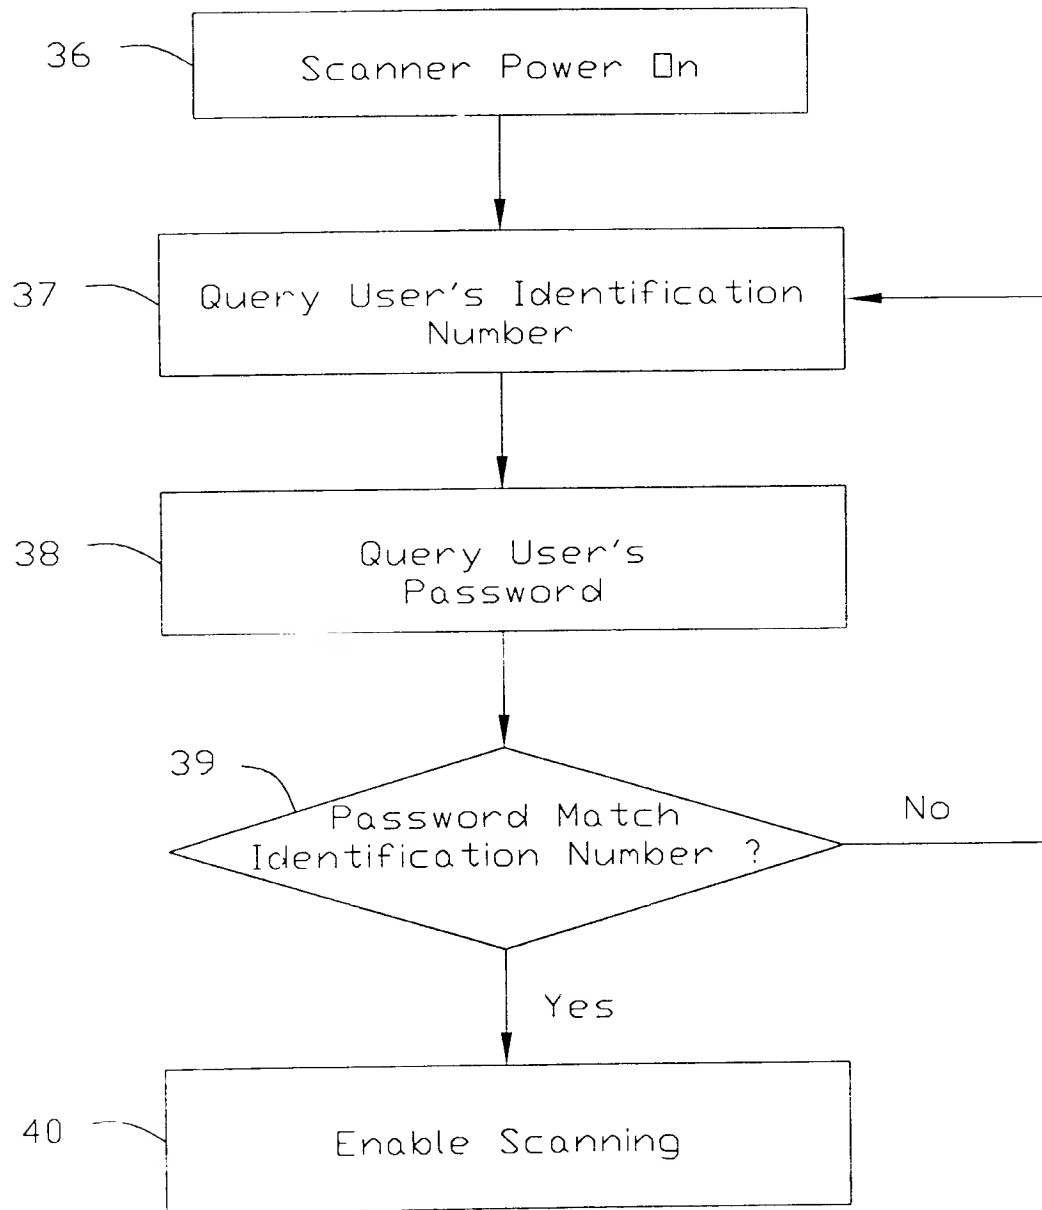 36
Scanner Power On
37
Query User's Identification
Number
38
Query User's
Password
39
Password Match
Identification Number ?
No
Yes
40
Enable Scanning